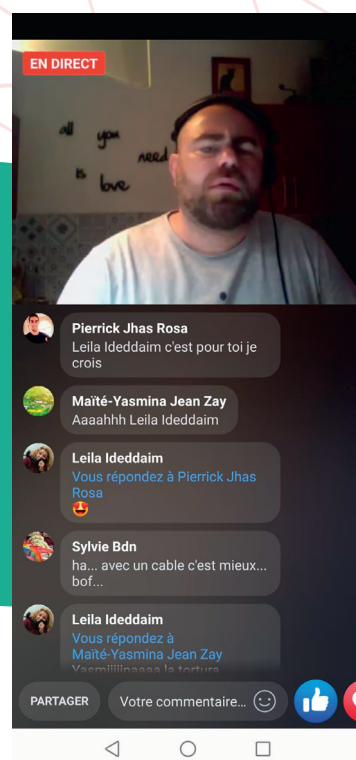 EN DIRECT
all you
need
is
love
Pierrick Jhas Rosa
Leila Ideddaim c'est pour toi je
crois
Maïté-Yasmina Jean Zay
Aaaahhh Leila Ideddaim
Leila Ideddaim
Vous répondez à Pierrick Jhas
Rosa
Sylvie Bdn
ha... avec un cable c'est mieux...
bof...
Leila Ideddaim
Vous répondez à
Maïté-Yasmina Jean Zay
la tortura
PARTAGER
Votre commentaire...